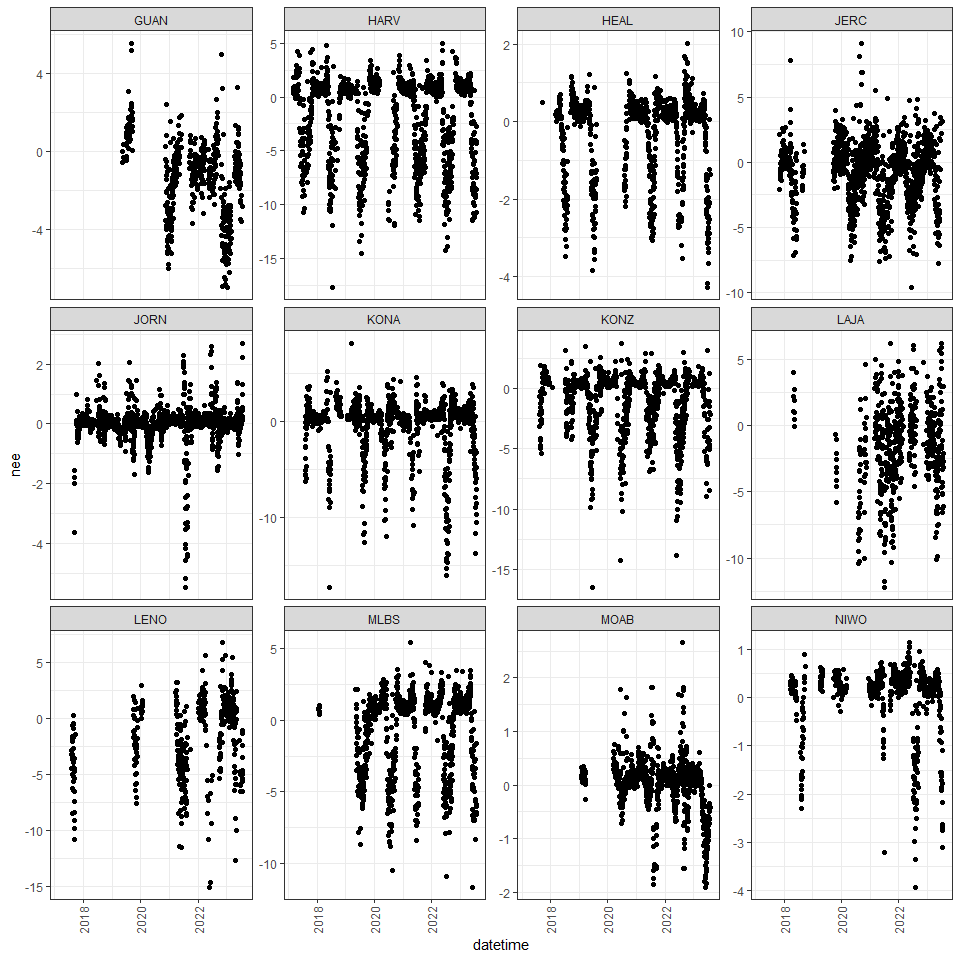 GUAN HARV HEAL JERC
4 0 -4
5 0 -5 -10 -15
2 0 -2 -4
10 5 0 -5 -10
JORN KONA KONZ LAJA
2 0 -2 -4
0 -10
0 -5 -10 -15
5 0 -5 -10
nee
LENO MLBS MOAB NIWO
5 0 -5 -10 -15
5 0 -5 -10
2 1 0 -1 -2
1 0 -1 -2 -3 -4
2018 2020 2022 2018 2020 2022 2018 2020 2022 2018 2020 2022
datetime